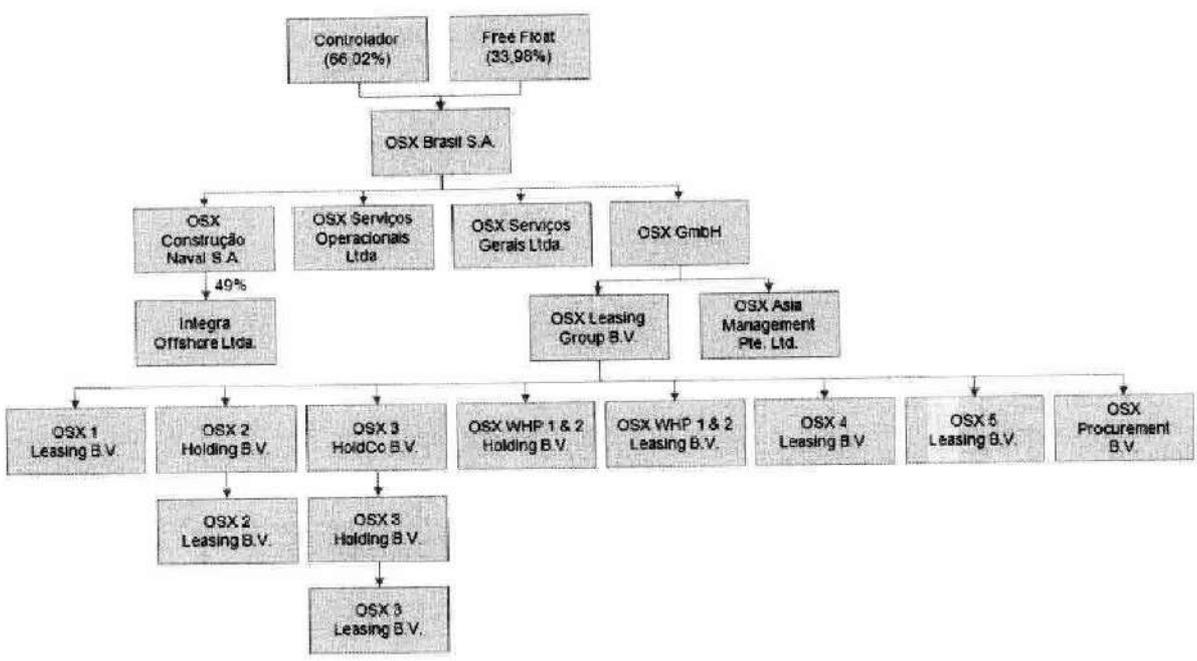 Controlador
(66,02%)
Free Float
(33,98%)
OSX Brasil S.A.
OSX
Construção
Naval S.A.
OSX Serviços
Operacionais
Ltda
OSX Serviços
Gerais Ltda.
OSX GmbH
49%
Integra
Offshore Ltda.
OSX Leasing
Group B.V.
OSX Asia
Management
Pte. Ltd.
OSX 1
Leasing B.V.
OSX 2
Holding B.V.
OSX 3
HoldCo B.V.
OSX WHP 1 & 2
Holding B.V.
OSX WHP 1 & 2
Leasing B.V.
OSX 4
Leasing B.V.
OSX 5
Leasing B.V.
OSX
Procurement
B.V.
OSX 2
Leasing B.V.
OSX 3
Holding B.V.
OSX 3
Leasing B.V.